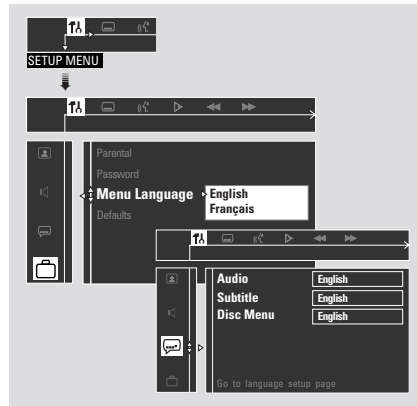 SETUP MENU
Parental
Password
Menu Language
English
Français
Defaults
Audio English
Subtitle English
Disc Menu English
Go to language setup page